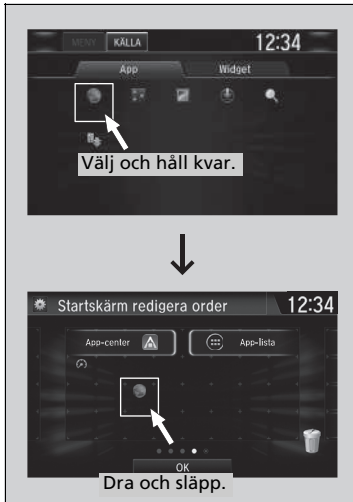 MENY KÄLLA 12:34
App Widget
Välj och håll kvar.
Startskärm redigera order 12:34
App-center App-lista
OK
Dra och släpp.